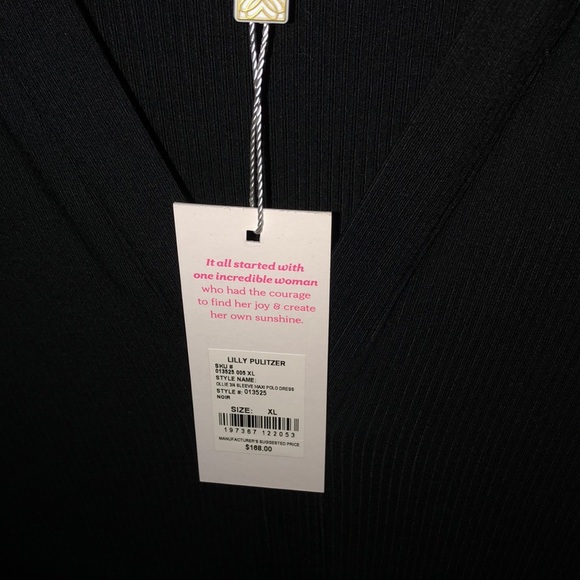 It all started with
one incredible woman
who had the courage
to find her joy & create
her own sunshine.
LILLY PULITZER
SKU #
013525 005 XL
STYLE NAME:
OLLIE 3/4 SLEEVE MAXI POLO DRESS
STYLE #: 013525
NOIR
SIZE: XL
197367 122053
MANUFACTURER'S SUGGESTED PRICE
$168.00